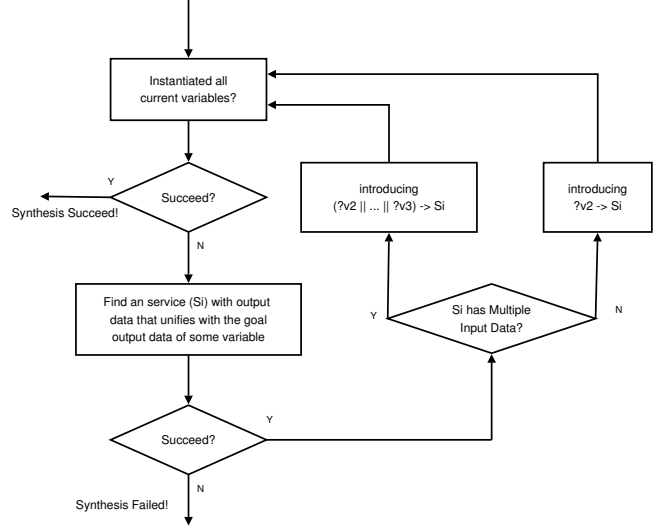 Instantiated all
current variables?
Y
Succeed?
Synthesis Succeed!
N
introducing
(?v2 || ... || ?v3) -> Si
introducing
?v2 -> Si
Find an service (Si) with output
data that unifies with the goal
output data of some variable
Y
Si has Multiple
Input Data?
N
Succeed?
Y
N
Synthesis Failed!